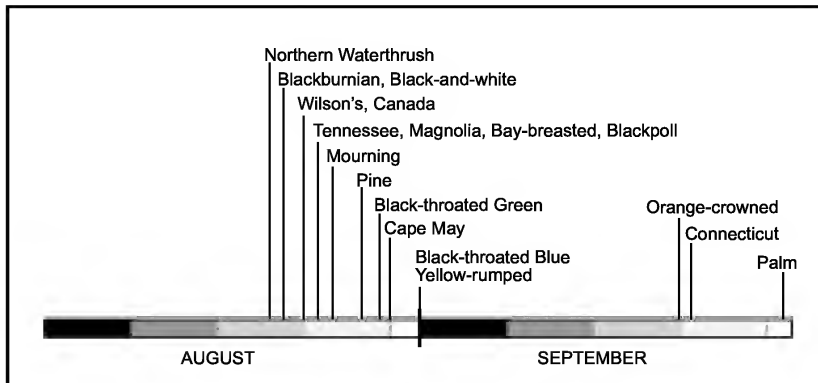 Northern Waterthrush
Blackburnian, Black-and-white
Wilson's, Canada
Tennessee, Magnolia, Bay-breasted, Blackpoll
Mourning
Pine
Black-throated Green
Cape May
Black-throated Blue
Yellow-rumped
Orange-crowned
Connecticut
Palm
AUGUST
SEPTEMBER